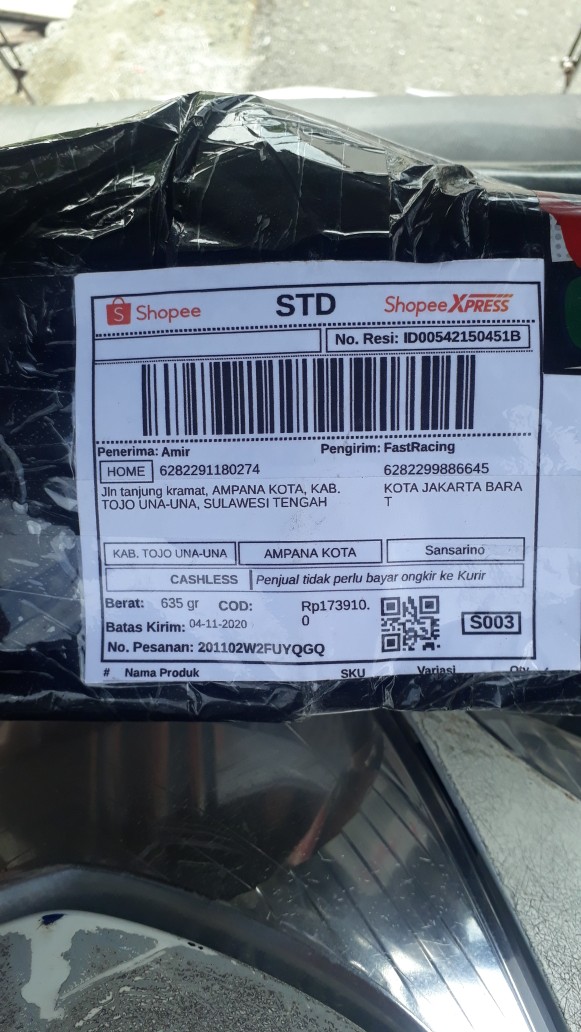 Shopee STD Shopee XPRESS
No. Resi: ID00542150451B
Penerima: Amir Pengirim: FastRacing
HOME 6282291180274 6282299886645
Jln tanjung kramat, AMPANA KOTA, KAB. KOTA JAKARTA BARA
TOJO UNA-UNA, SULAWESI TENGAH T
KAB. TOJO UNA-UNA AMPANA KOTA Sansarino
CASHLESS Penjual tidak perlu bayar ongkir ke Kurir
Berat: 635 gr COD: Rp173910.
0
Batas Kirim: 04-11-2020
S003
No. Pesanan: 201102W2FUYQGQ
# Nama Produk SKU Variasi Qty